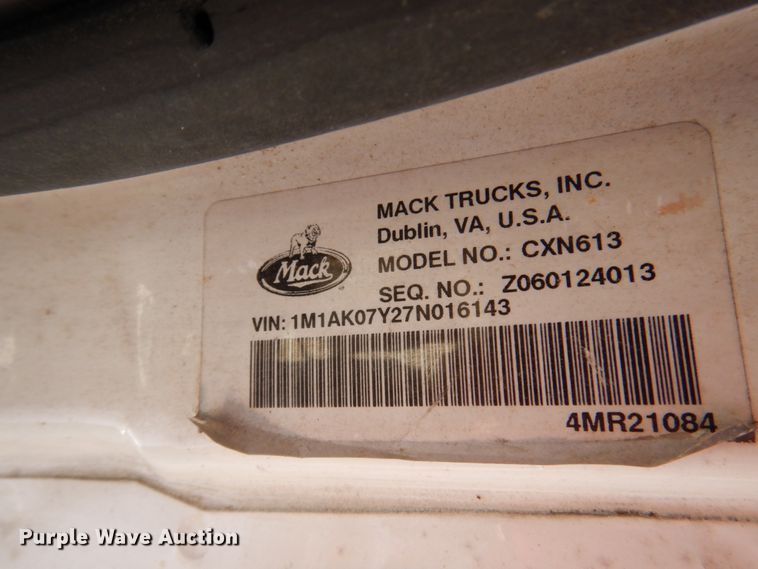 MACK TRUCKS, INC.
Dublin, VA, U.S.A.
MODEL NO.: CXN613
SEQ. NO.: Z060124013
Mack
VIN: 1M1AK07Y27N016143
4MR21084
Purple Wave Auction